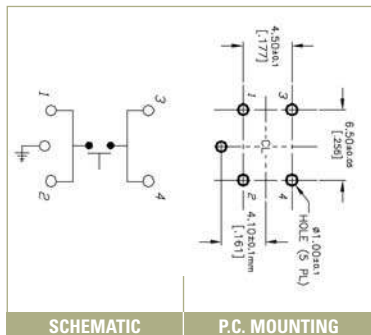 1
3
2
4
4.50±0.1
[.177]
1
3
6.50±0.05
[.256]
CL
2
4
4.10±0.1mm
[.161]
Ø1.00±0.1
HOLE (5 PL)
SCHEMATIC
P.C. MOUNTING